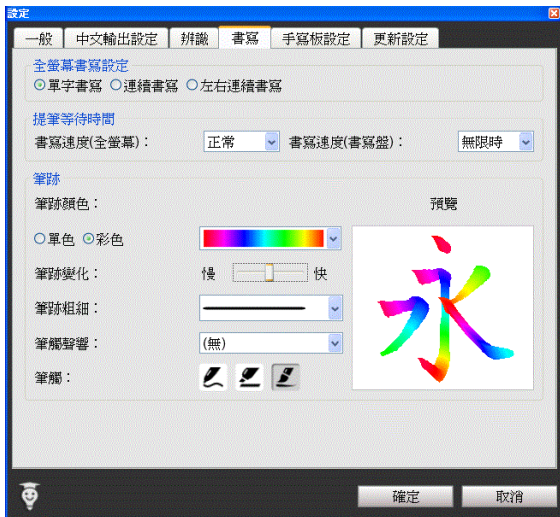 設定
一般 中文輸出設定 辨識 書寫 手寫板設定 更新設定
全螢幕書寫設定
單字書寫 連續書寫 左右連續書寫
提筆等待時間
書寫速度(全螢幕)： 正常 書寫速度(書寫盤)： 無限時
筆跡
筆跡顏色： 預覽
單色 彩色
筆跡變化： 慢 快
筆跡粗細：
筆觸聲響： (無)
筆觸：
永
確定 取消